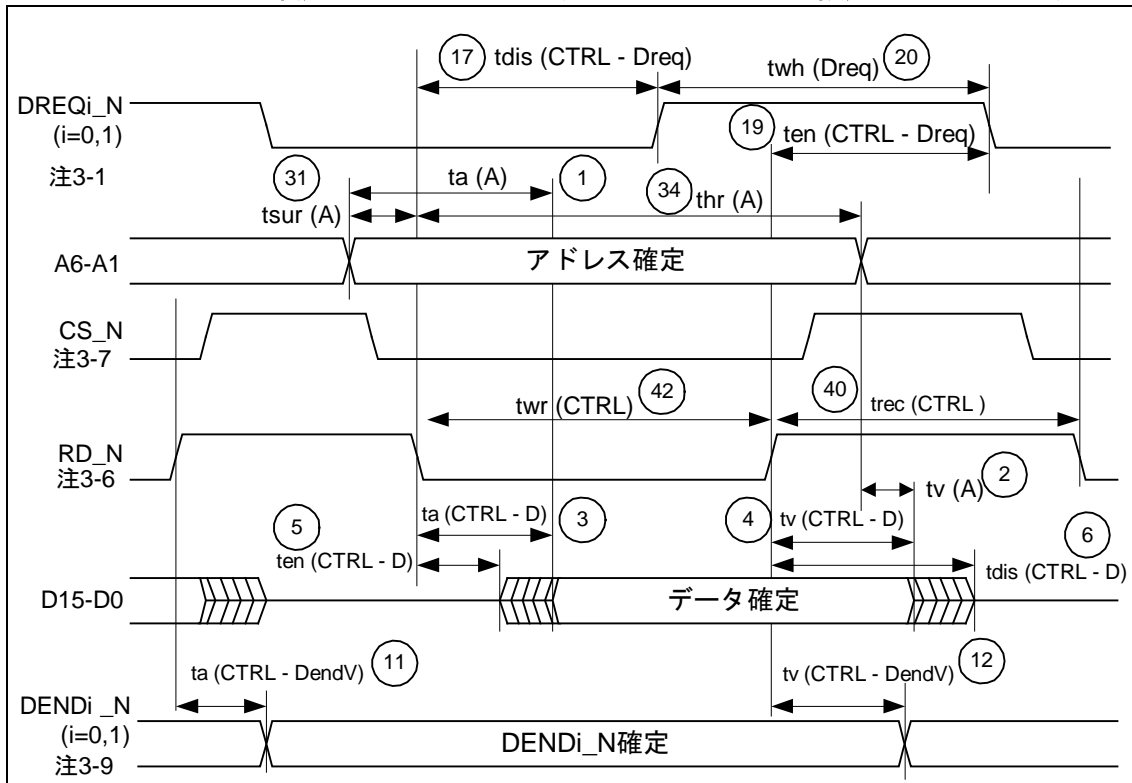 17 tdis (CTRL - Dreq)
twh (Dreq) 20
DREQi_N
(i=0,1)
注3-1
19 ten (CTRL - Dreq)
31 ta (A) 1
tsur (A)
34 thr (A)
A6-A1
アドレス確定
CS_N
注3-7
twr (CTRL) 42
40 trec (CTRL )
RD_N
注3-6
tv (A) 2
5 ta (CTRL - D) 3
4 tv (CTRL - D)
6
ten (CTRL - D)
tdis (CTRL - D)
D15-D0
データ確定
ta (CTRL - DendV) 11
tv (CTRL - DendV) 12
DENDi _N
(i=0,1)
注3-9
DENDi_N確定